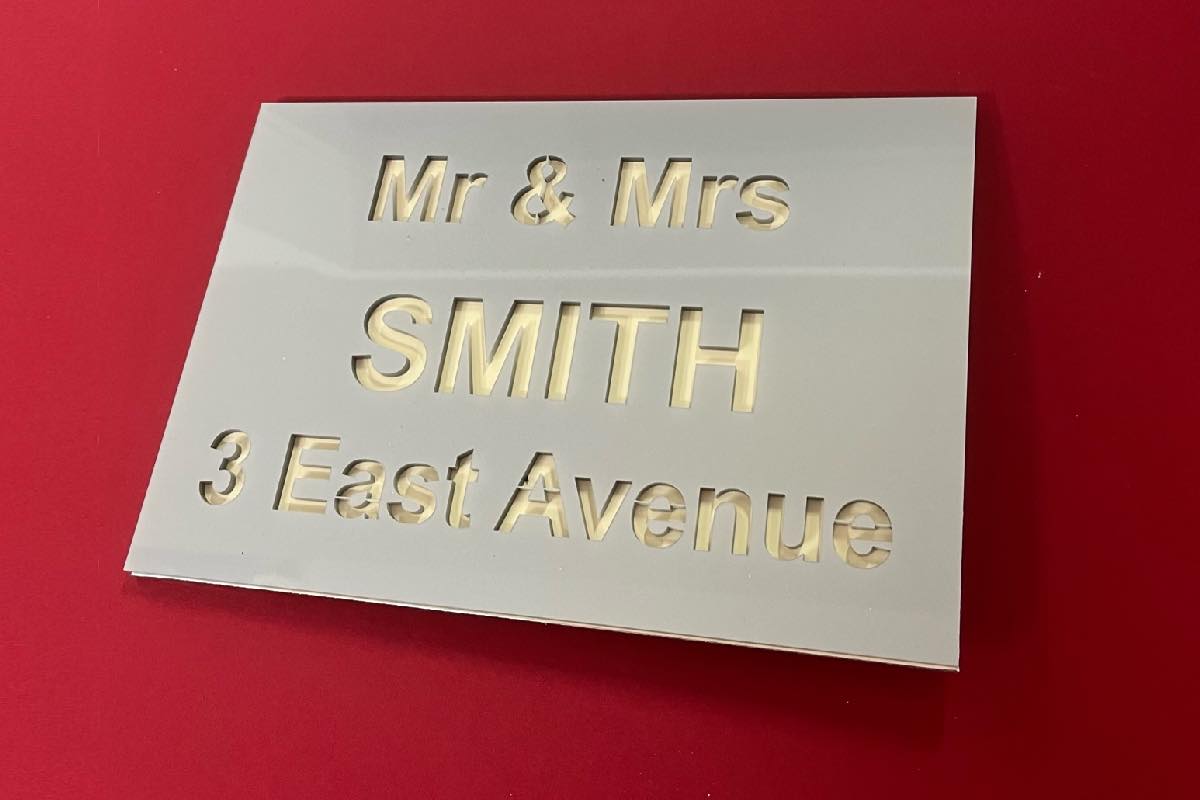 Mr & Mrs
SMITH
3 East Avenue